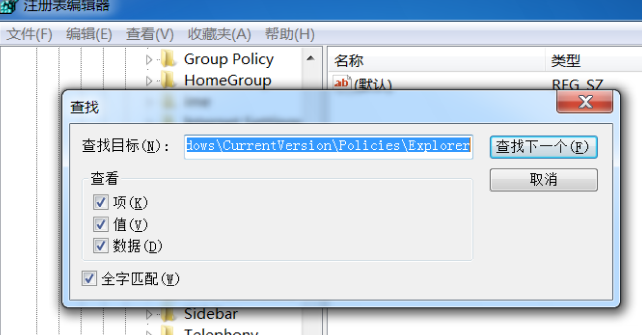 注册表编辑器
文件(F) 编辑(E) 查看(V) 收藏夹(A) 帮助(H)
Group Policy
HomeGroup
名称
类型
(默认)
REG_SZ
查找
查找目标(N):
dows\CurrentVersion\Policies\Explorer
查找下一个(F)
取消
查看
项(K)
值(V)
数据(D)
全字匹配(W)
Sidebar
Telephony